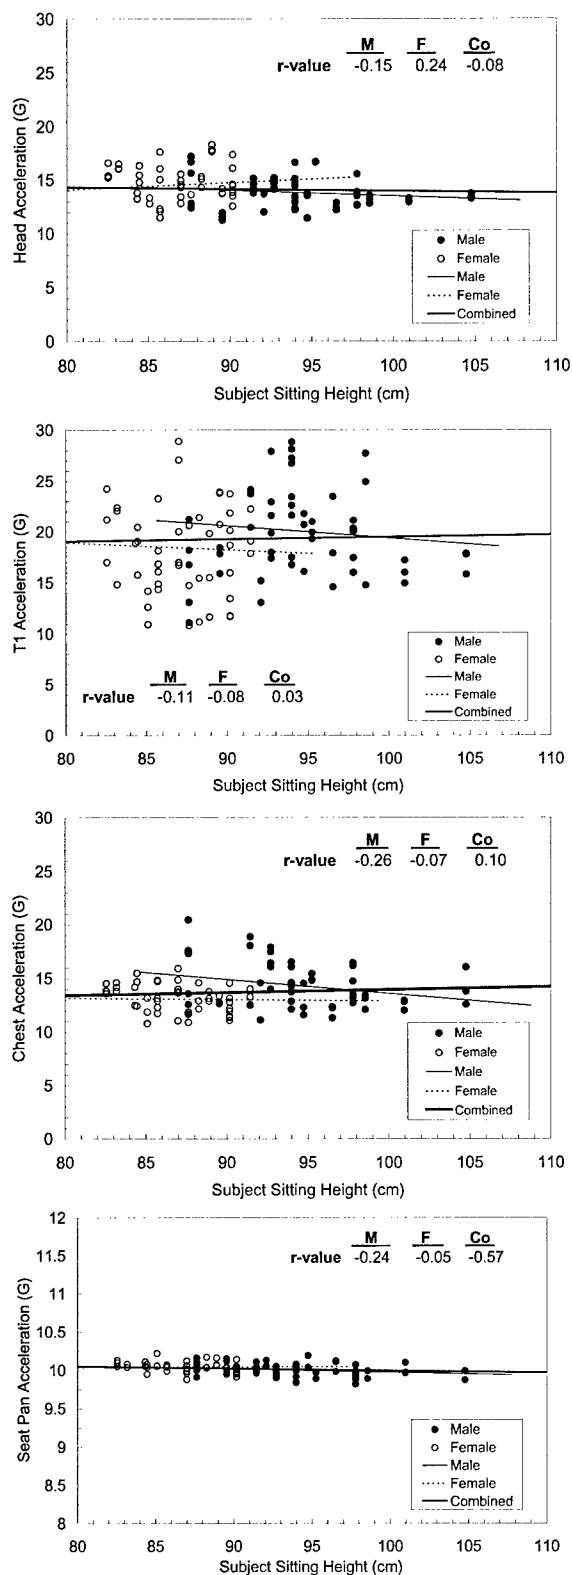 30
M F Co
r-value -0.15 0.24 -0.08
25
20
15
10
5
0
Head Acceleration (G)
Male
Female
Male
Female
Combined
80 85 90 95 100 105 110
Subject Sitting Height (cm)
30
25
20
15
10
5
0
T1 Acceleration (G)
Male
Female
Male
Female
Combined
M F Co
r-value -0.11 -0.08 0.03
80 85 90 95 100 105 110
Subject Sitting Height (cm)
30
M F Co
r-value -0.26 -0.07 0.10
25
20
15
10
5
0
Chest Acceleration (G)
Male
Female
Male
Female
Combined
80 85 90 95 100 105 110
Subject Sitting Height (cm)
12
M F Co
r-value -0.24 -0.05 -0.57
11.5
11
10.5
10
9.5
9
8.5
8
Seat Pan Acceleration (G)
Male
Female
Male
Female
Combined
80 85 90 95 100 105 110
Subject Sitting Height (cm)